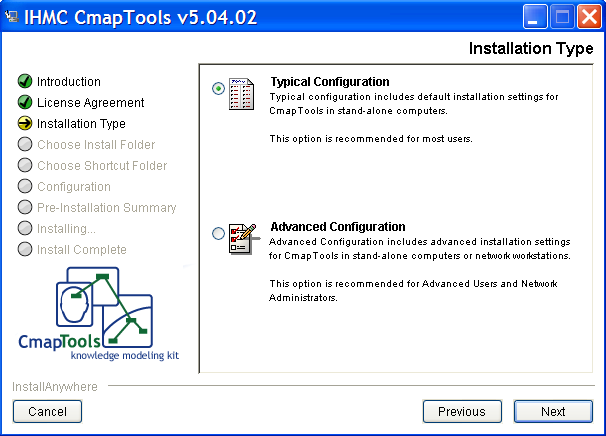 IHMC CmapTools v5.04.02
Installation Type
Introduction
License Agreement
Installation Type
Choose Install Folder
Choose Shortcut Folder
Configuration
Pre-Installation Summary
Installing...
Install Complete
Typical Configuration
Typical configuration includes default installation settings for
CmapTools in stand-alone computers.
This option is recommended for most users.
Advanced Configuration
Advanced Configuration includes advanced installation settings
for CmapTools in stand-alone computers or network workstations.
This option is recommended for Advanced Users and Network
Administrators.
CmapTools
knowledge modeling kit
InstallAnywhere
Cancel
Previous
Next